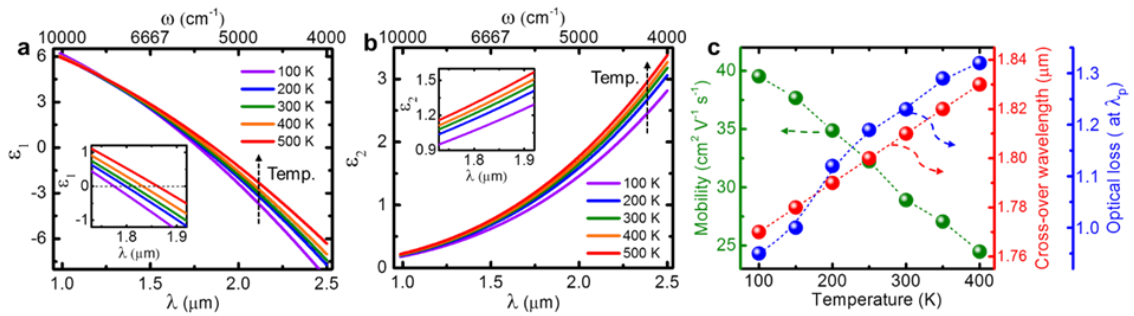 a
ω (cm⁻¹)
10000 6667 5000 4000
6
3
0
-3
-6
ε₁
100 K
200 K
300 K
400 K
500 K
Temp.
1
0
-1
ε₁
1.8 1.9
λ (μm)
1.0 1.5 2.0 2.5
λ (μm)
b
ω (cm⁻¹)
10000 6667 5000 4000
3
2
1
0
ε₂
1.5
1.2
0.9
ε₂
1.8 1.9
λ (μm)
Temp.
100 K
200 K
300 K
400 K
500 K
1.0 1.5 2.0 2.5
λ (μm)
c
Mobility (cm² V⁻¹ s⁻¹)
40
35
30
25
100 150 200 250 300 350 400
Temperature (K)
1.84
1.82
1.80
1.78
1.76
Cross-over wavelength (μm)
1.3
1.2
1.1
1.0
Optical loss ( at λₚ)